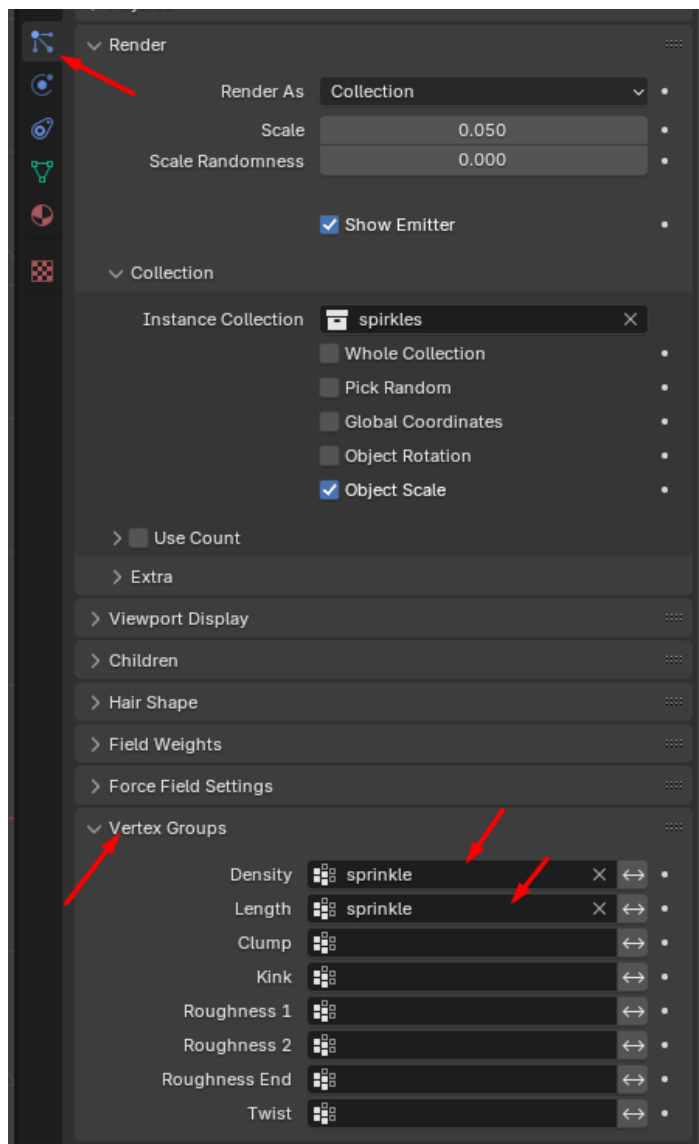 Render
Render As Collection
Scale 0.050
Scale Randomness 0.000
Show Emitter
Collection
Instance Collection spirkles
Whole Collection
Pick Random
Global Coordinates
Object Rotation
Object Scale
Use Count
Extra
Viewport Display
Children
Hair Shape
Field Weights
Force Field Settings
Vertex Groups
Density sprinkle
Length sprinkle
Clump
Kink
Roughness 1
Roughness 2
Roughness End
Twist